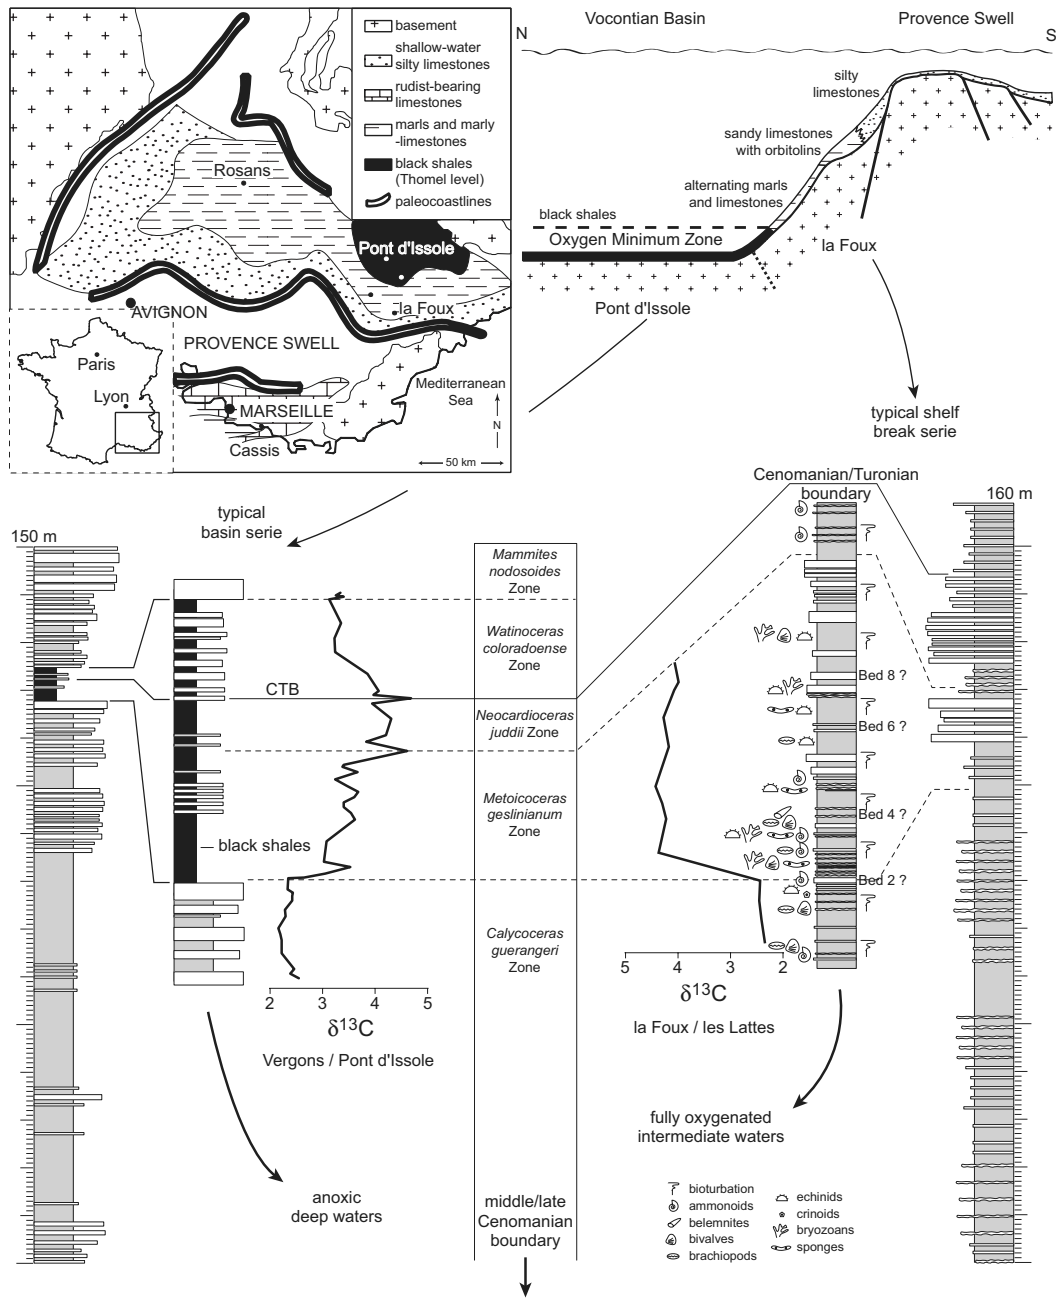 basement
shallow-water
silty limestones
rudist-bearing
limestones
marls and marly
-limestones
black shales
(Thomel level)
paleocoastlines
Rosans
Pont d'Issole
la Foux
AVIGNON
PROVENCE SWELL
Paris
Lyon
MARSEILLE
Cassis
Mediterranean
Sea
N
50 km
Vocontian Basin
Provence Swell
N
S
silty
limestones
sandy limestones
with orbitolins
alternating marls
and limestones
black shales
Oxygen Minimum Zone
la Foux
Pont d'Issole
typical shelf
break serie
typical
basin serie
Cenomanian/Turonian
boundary
150 m
160 m
Mammites
nodosoides
Zone
Watinoceras
coloradoense
Zone
CTB
Neocardioceras
juddii Zone
Metoicoceras
geslinianum
Zone
black shales
Calycoceras
guerangeri
Zone
Bed 8 ?
Bed 6 ?
Bed 4 ?
Bed 2 ?
2 3 4 5
δ13C
Vergons / Pont d'Issole
5 4 3 2
δ13C
la Foux / les Lattes
fully oxygenated
intermediate waters
anoxic
deep waters
middle/late
Cenomanian
boundary
bioturbation
ammonoids
belemnites
bivalves
brachiopods
echinids
crinoids
bryozoans
sponges